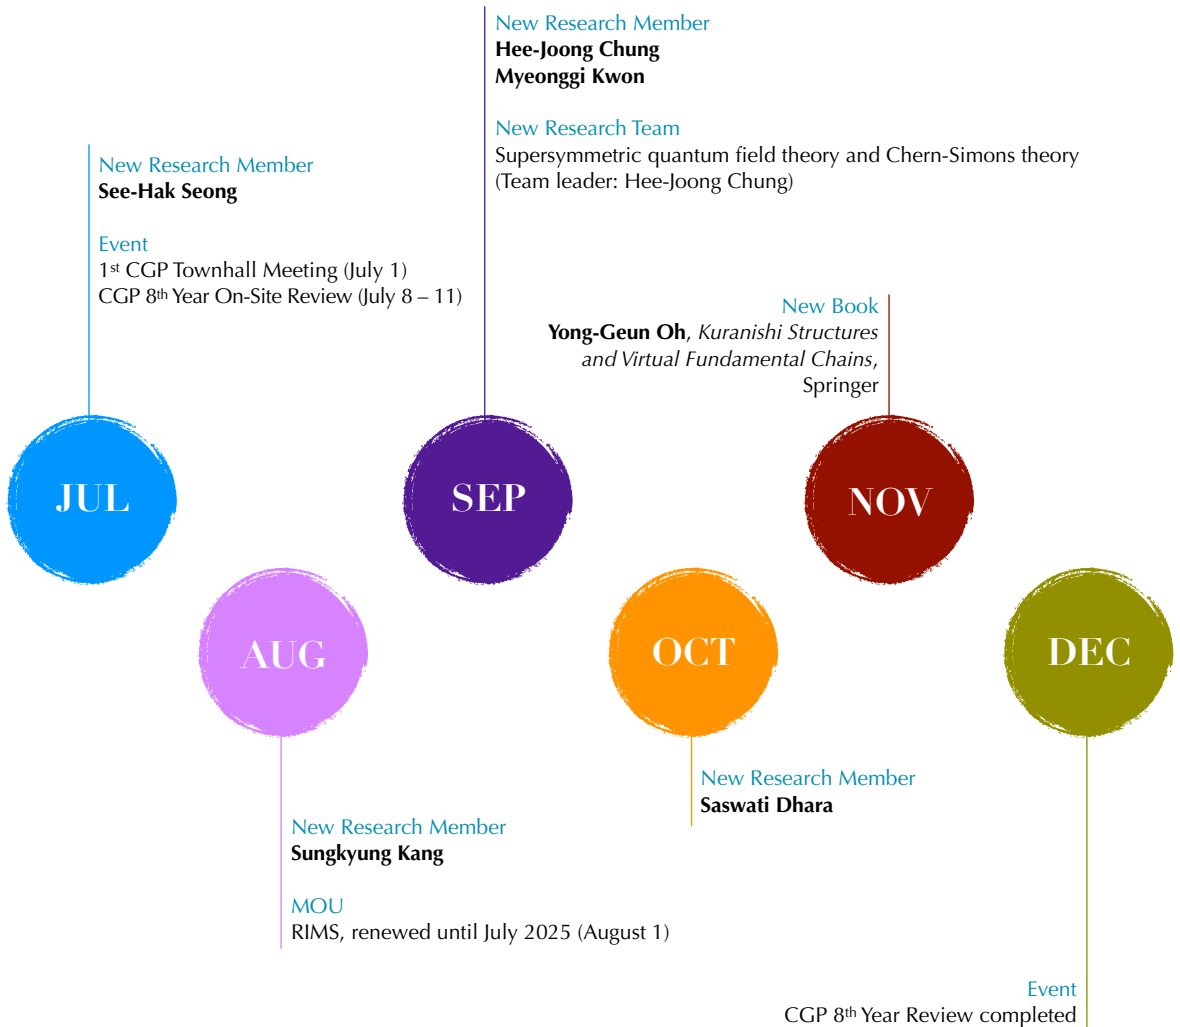 New Research Member
Hee-Joong Chung
Myeonggi Kwon
New Research Team
Supersymmetric quantum field theory and Chern-Simons theory
(Team leader: Hee-Joong Chung)
New Research Member
See-Hak Seong
Event
1st CGP Townhall Meeting (July 1)
CGP 8th Year On-Site Review (July 8 – 11)
New Book
Yong-Geun Oh, Kuranishi Structures
and Virtual Fundamental Chains,
Springer
JUL
SEP
NOV
AUG
OCT
DEC
New Research Member
Saswati Dhara
New Research Member
Sungkyung Kang
MOU
RIMS, renewed until July 2025 (August 1)
Event
CGP 8th Year Review completed